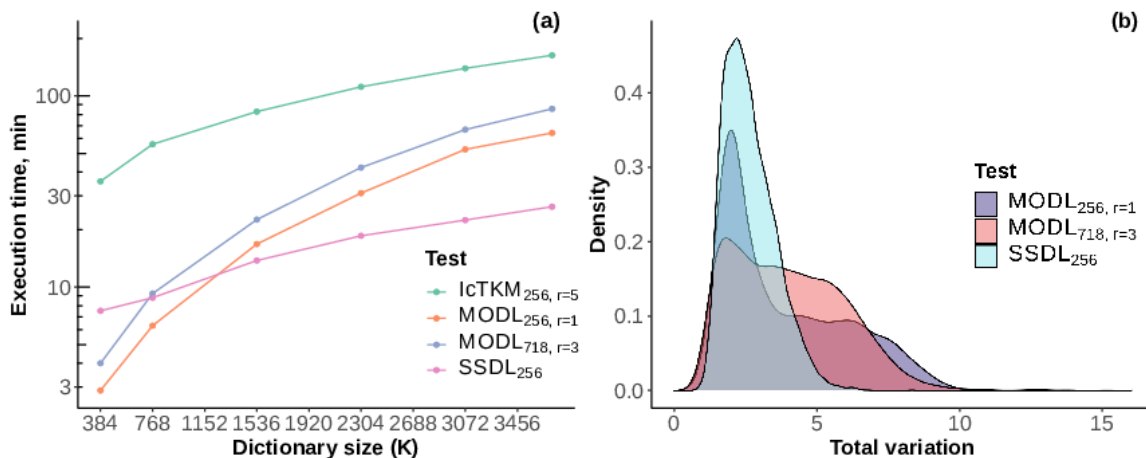 (a)
Execution time, min
100
30
10
3
384 768 1152 1536 1920 2304 2688 3072 3456
Dictionary size (K)
Test
IcTKM256, r=5
MODL256, r=1
MODL718, r=3
SSDL256
(b)
Density
0.4
0.3
0.2
0.1
0.0
0 5 10 15
Total variation
Test
MODL256, r=1
MODL718, r=3
SSDL256